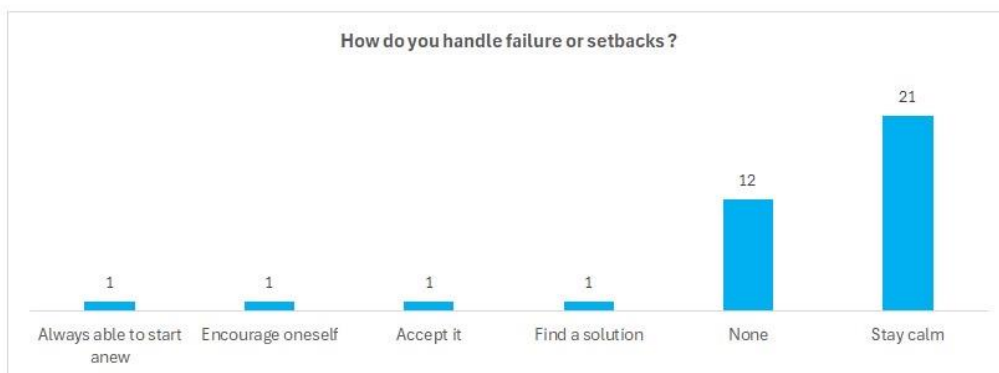 How do you handle failure or setbacks ?
21
12
1
1
1
1
Always able to start
anew
Encourage oneself
Accept it
Find a solution
None
Stay calm